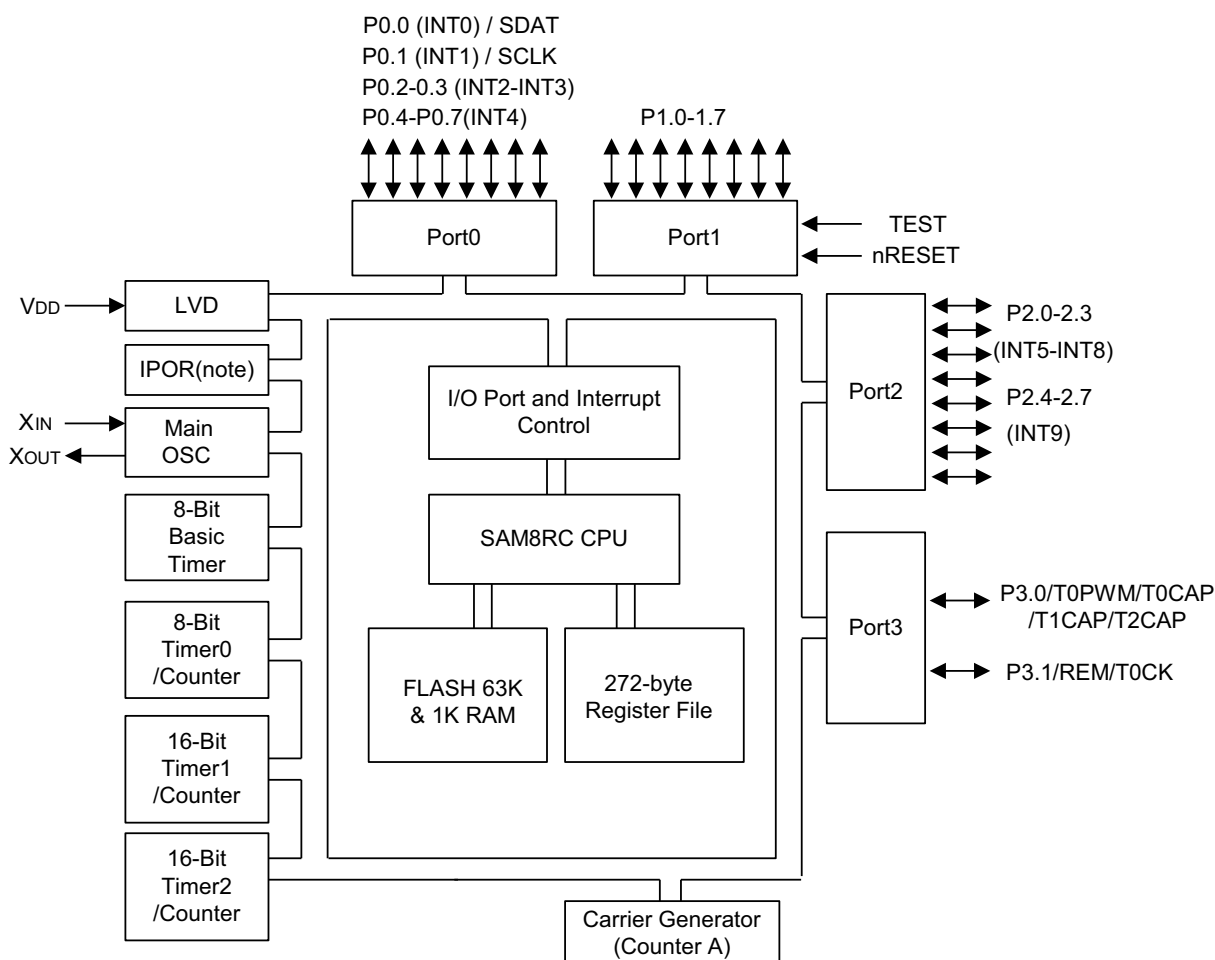 P0.0 (INT0) / SDAT
P0.1 (INT1) / SCLK
P0.2-0.3 (INT2-INT3)
P0.4-P0.7(INT4)
P1.0-1.7
Port0
Port1
TEST
nRESET
VDD
LVD
IPOR(note)
XIN
XOUT
Main
OSC
8-Bit
Basic
Timer
8-Bit
Timer0
/Counter
16-Bit
Timer1
/Counter
16-Bit
Timer2
/Counter
I/O Port and Interrupt
Control
SAM8RC CPU
FLASH 63K
& 1K RAM
272-byte
Register File
Port2
P2.0-2.3
(INT5-INT8)
P2.4-2.7
(INT9)
Port3
P3.0/T0PWM/T0CAP
/T1CAP/T2CAP
P3.1/REM/T0CK
Carrier Generator
(Counter A)